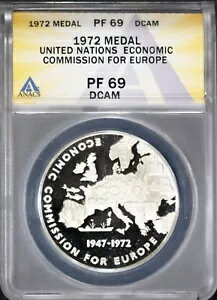 1972 MEDAL PF 69 DCAM
1972 MEDAL
UNITED NATIONS ECONOMIC
COMMISSION FOR EUROPE
PF 69
DCAM
ANACS
ECONOMIC COMMISSION FOR EUROPE
1947-1972